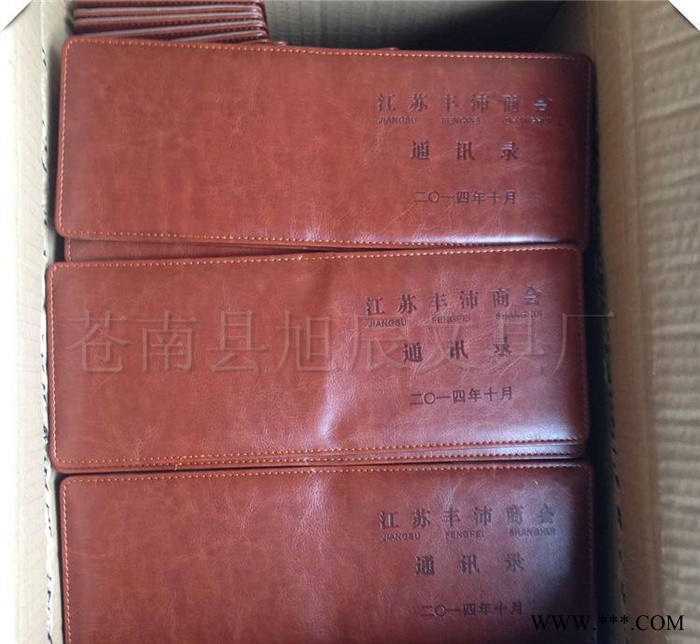 江苏丰沛商会
JIANGSU FENGPEI SHANGHUI
通讯录
二〇一四年十月
江苏丰沛商会
JIANGSU FENGPEI SHANGHUI
通讯录
二〇一四年十月
苍南县旭辰文具厂
江苏丰沛商会
JIANGSU FENGPEI SHANGHUI
通讯录
二〇一四年十月
WWW.***.COM